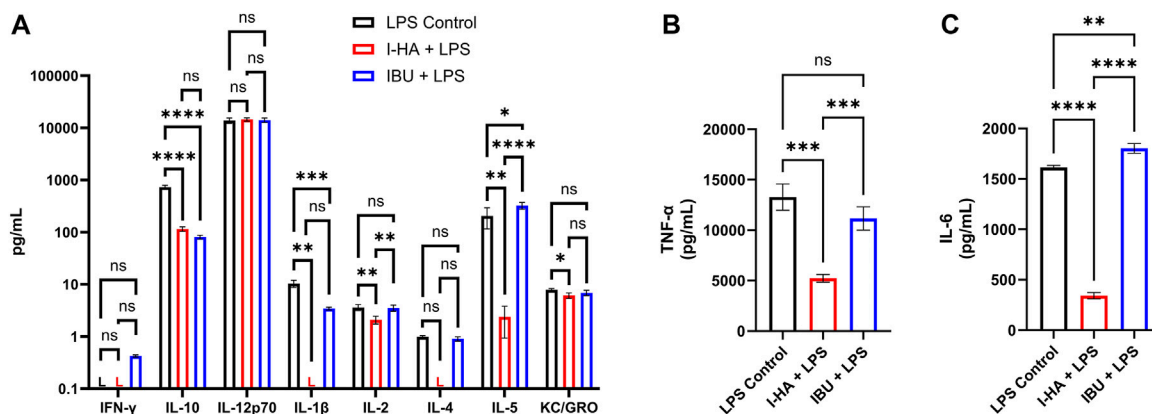 A
LPS Control
I-HA + LPS
IBU + LPS
pg/mL
100000
10000
1000
100
10
1
0.1
ns
ns
ns
ns
****
****
ns
ns
ns
***
ns
**
ns
**
**
ns
ns
ns
*
****
**
ns
ns
*
L
L
L
L
IFN-γ
IL-10
IL-12p70
IL-1β
IL-2
IL-4
IL-5
KC/GRO
B
ns
***
***
TNF-α
(pg/mL)
20000
15000
10000
5000
0
LPS Control
I-HA + LPS
IBU + LPS
C
**
****
****
IL-6
(pg/mL)
2000
1500
1000
500
0
LPS Control
I-HA + LPS
IBU + LPS